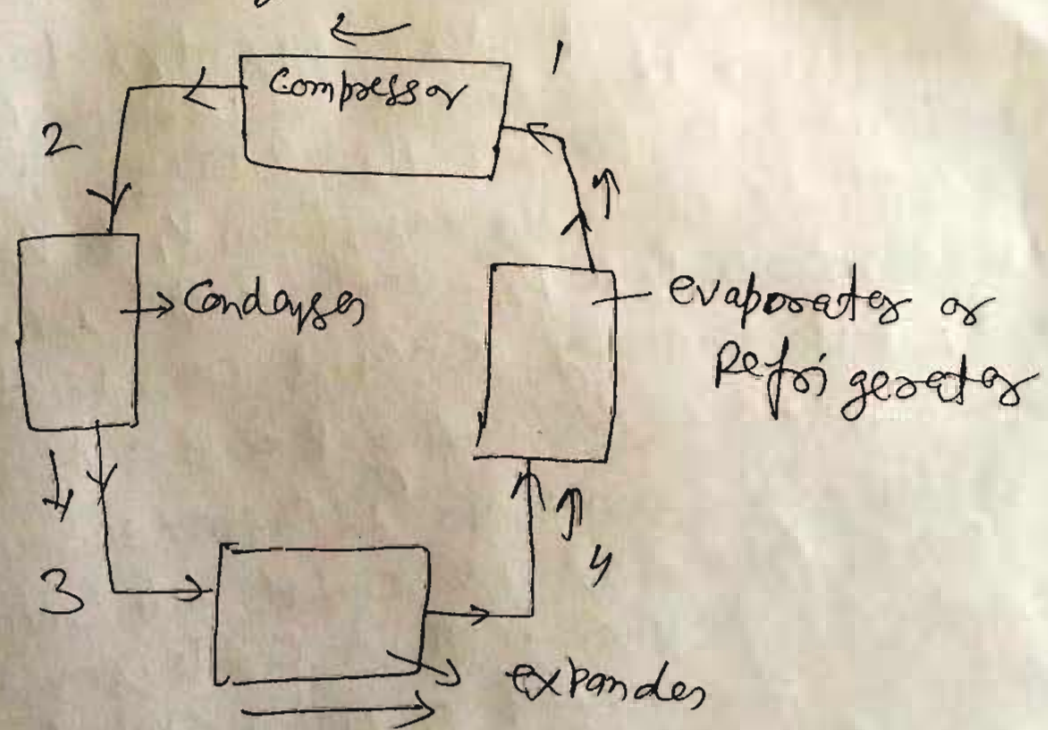 1
Compressor
2
Condenser
evaporator or
Refrigerator
3
4
expander